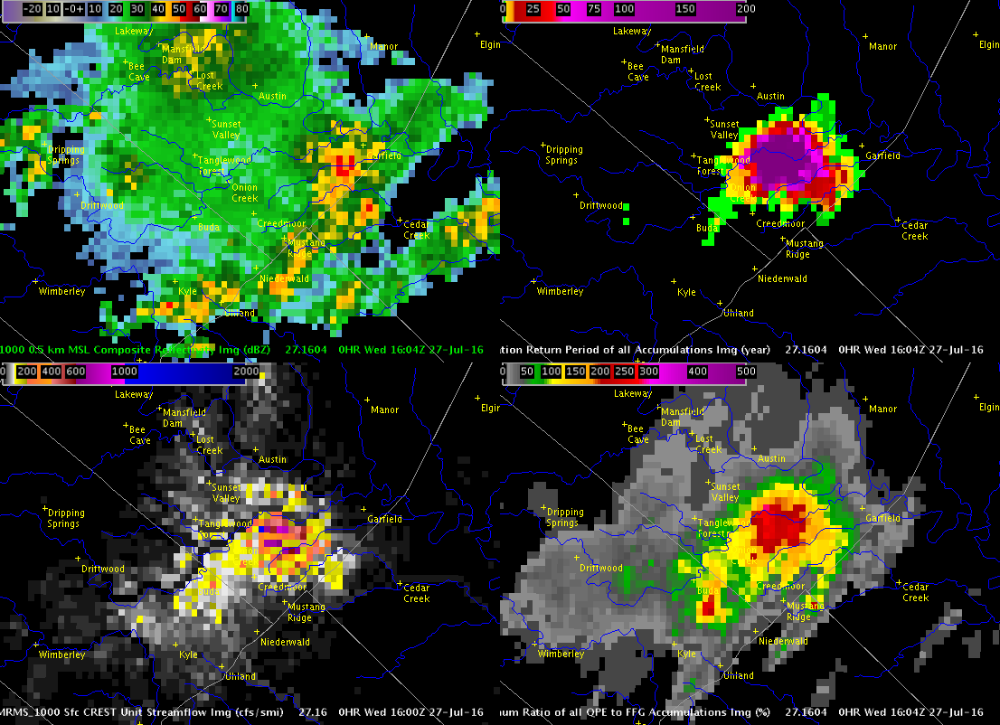 -20 -10 -0+ 10 20 30 40 50 60 70 80
Lakeway
Manor
Elgin
Mansfield
Dam
Bee
Cave
Lost
Creek
Austin
Sunset
Valley
Dripping
Springs
Garfield
Tanglewood
Forest
Onion
Creek
Driftwood
Creedmoor
Buda
Cedar
Creek
Mustang
Ridge
Niederwald
Wimberley
Kyle
Uhland
1000 0.5 km MSL Composite Reflectivity Img (dBZ) 27.1604 0HR Wed 16:04Z 27-Jul-16
0 25 50 75 100 150 200
Lakeway
Manor
Elgin
Mansfield
Dam
Bee
Cave
Lost
Creek
Austin
Sunset
Valley
Dripping
Springs
Garfield
Tanglewood
Forest
Onion
Creek
Driftwood
Creedmoor
Buda
Cedar
Creek
Mustang
Ridge
Niederwald
Wimberley
Kyle
Uhland
tion Return Period of all Accumulations Img (year) 27.1604 0HR Wed 16:04Z 27-Jul-16
0 200 400 600 1000 2000
Lakeway
Manor
Elgin
Mansfield
Dam
Bee
Cave
Lost
Creek
Austin
Sunset
Valley
Dripping
Springs
Garfield
Tanglewood
Driftwood
Creedmoor
Buda
Cedar
Creek
Mustang
Ridge
Niederwald
Wimberley
Kyle
Uhland
MRMS_1000 Sfc CREST Unit Streamflow Img (cfs/smi) 27.16 0HR Wed 16:00Z 27-Jul-16
0 50 100 150 200 250 300 400 500
Lakeway
Manor
Elgin
Mansfield
Dam
Bee
Cave
Lost
Creek
Austin
Sunset
Valley
Dripping
Springs
Garfield
Tanglewood
Forest
Driftwood
Creedmoor
Buda
Cedar
Creek
Mustang
Ridge
Niederwald
Wimberley
Kyle
Uhland
um Ratio of all QPE to FFG Accumulations Img (%) 27.1604 0HR Wed 16:04Z 27-Jul-16